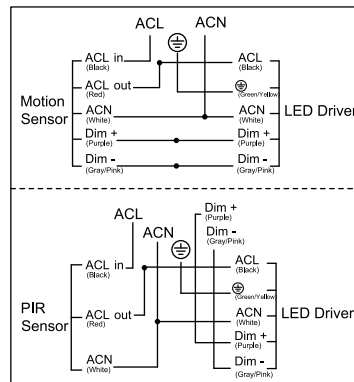 ACL
ACN
ACL in
(Black)
ACL
(Black)
ACL out
(Red)
(Green/Yellow)
Motion
Sensor
ACN
(White)
ACN
(White)
LED Driver
Dim +
(Purple)
Dim +
(Purple)
Dim -
(Gray/Pink)
Dim -
(Gray/Pink)
ACL
ACN
Dim +
(Purple)
Dim -
(Gray/Pink)
ACL in
(Black)
ACL
(Black)
(Green/Yellow)
PIR
Sensor
ACL out
(Red)
ACN
(White)
LED Driver
Dim +
(Purple)
ACN
(White)
Dim -
(Gray/Pink)